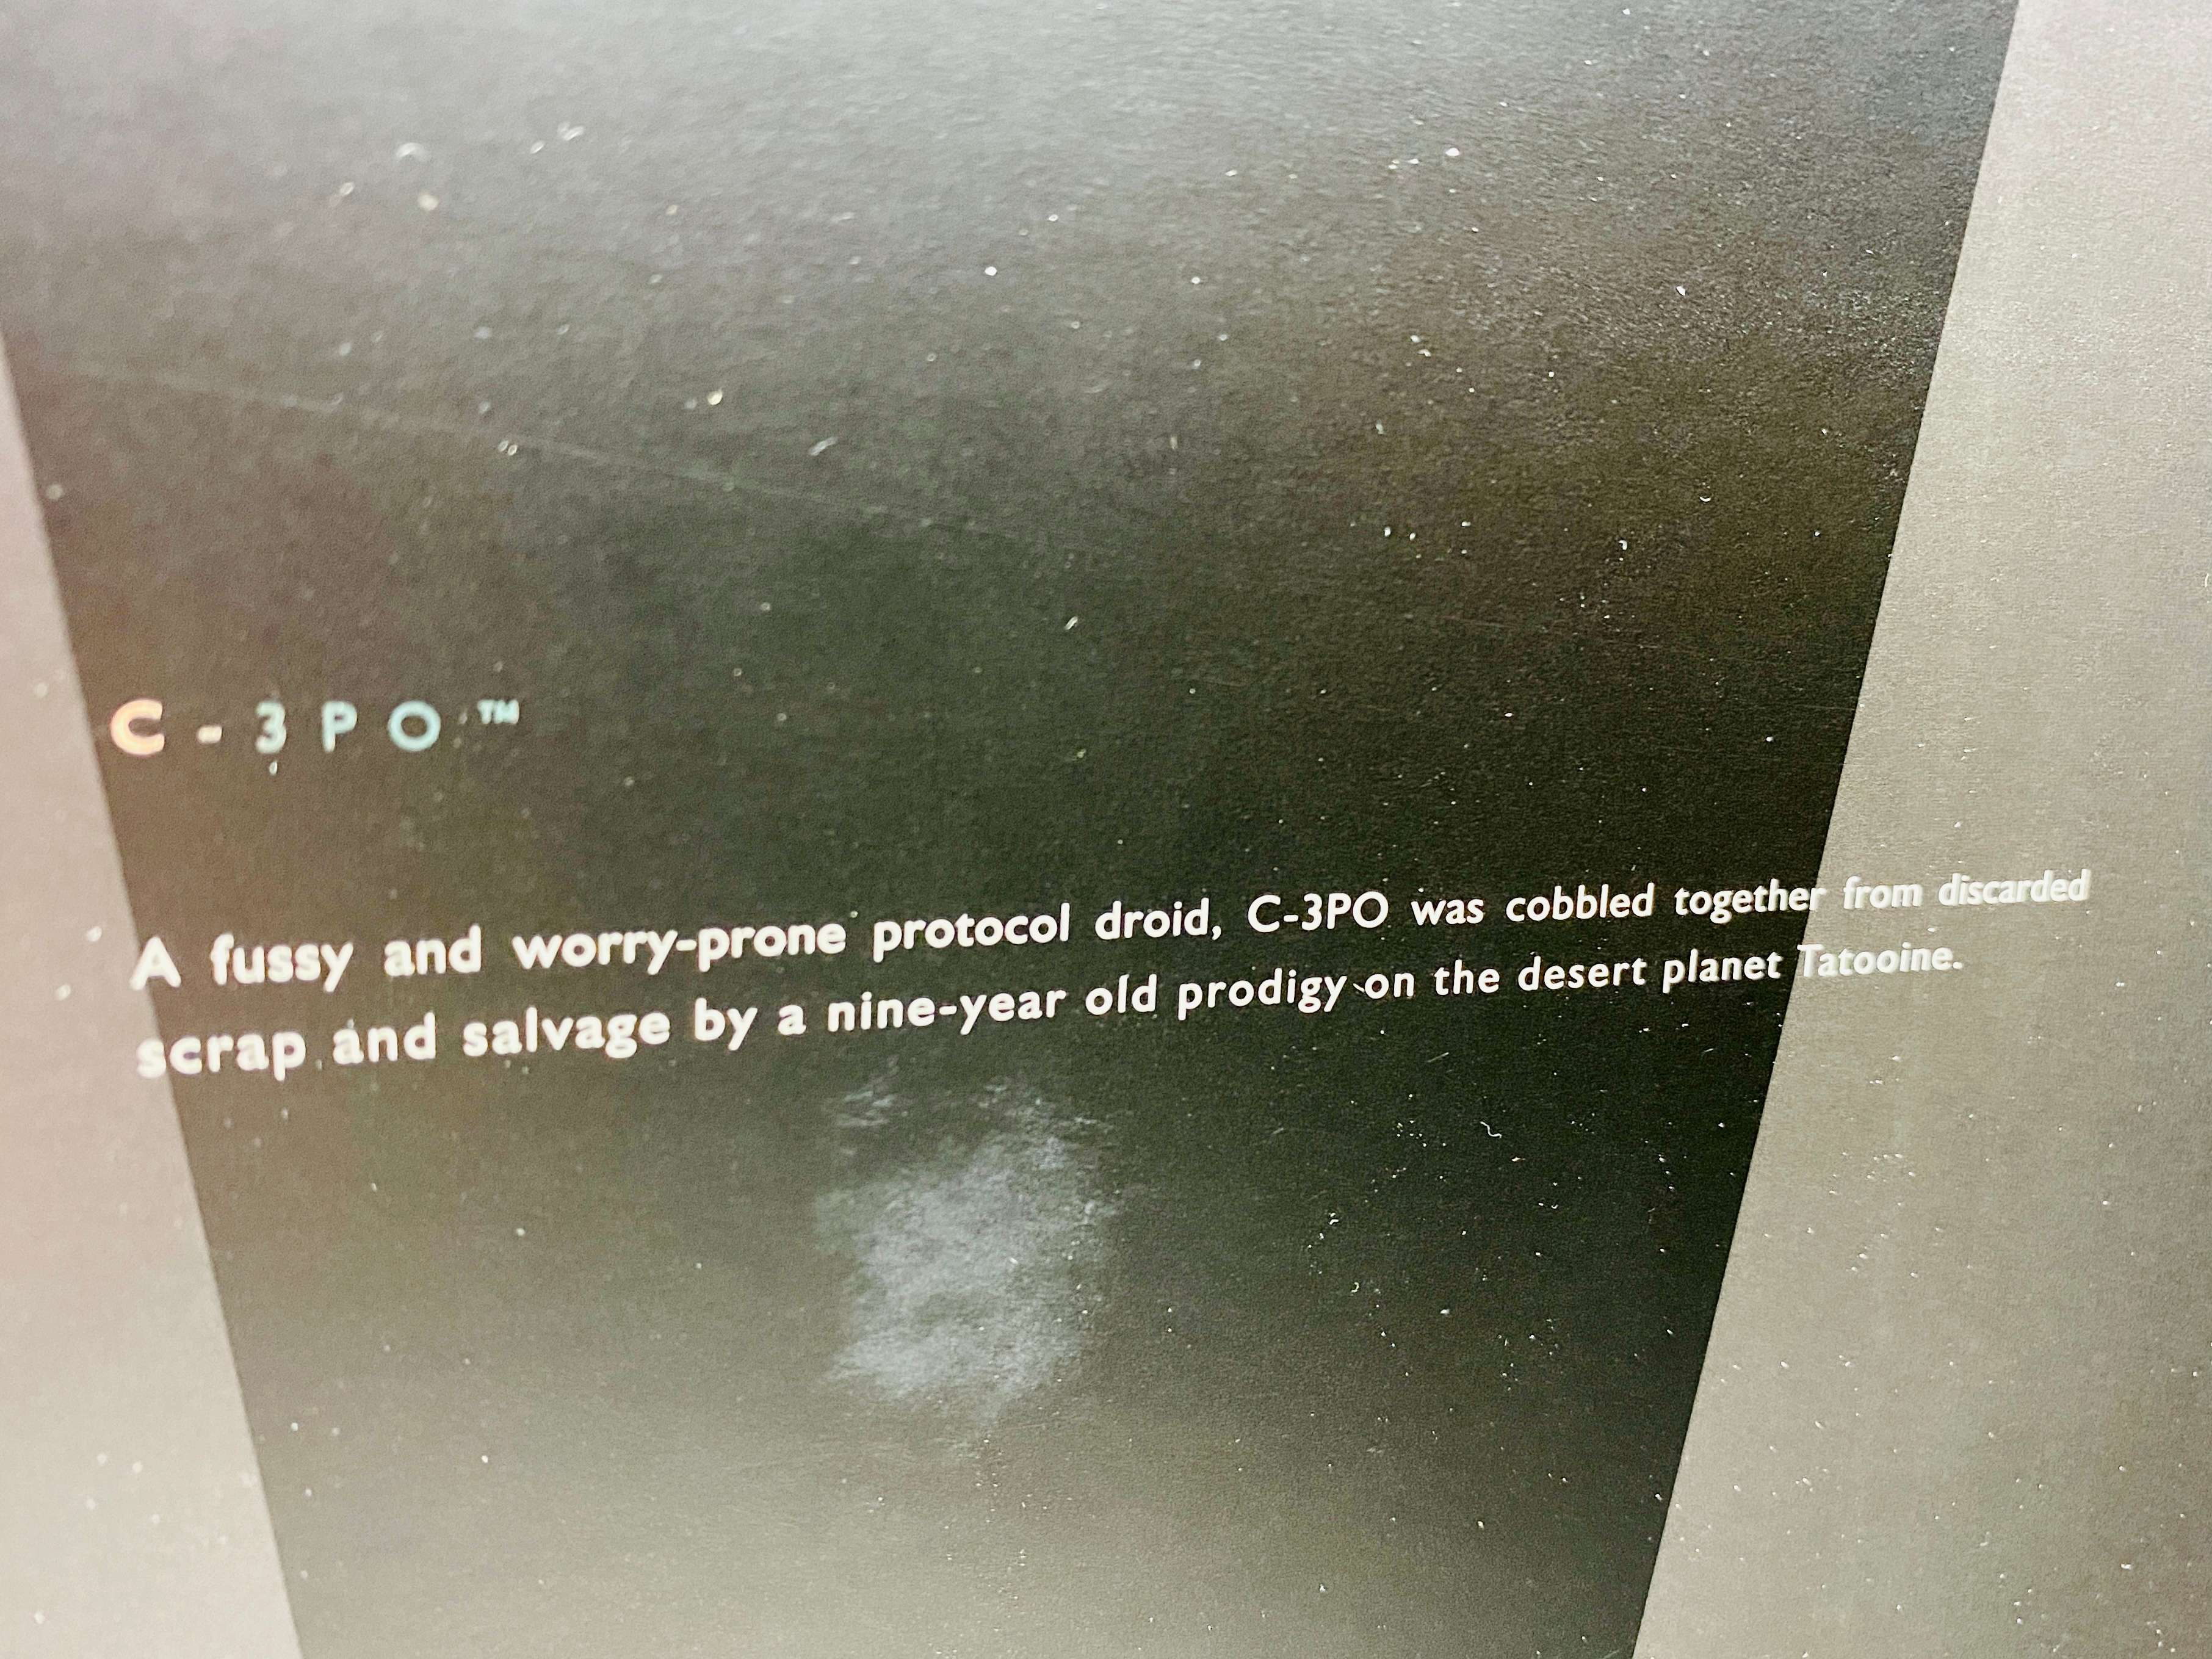 C-3PO™
A fussy and worry-prone protocol droid, C-3PO was cobbled together from discarded
scrap and salvage by a nine-year old prodigy on the desert planet Tatooine.